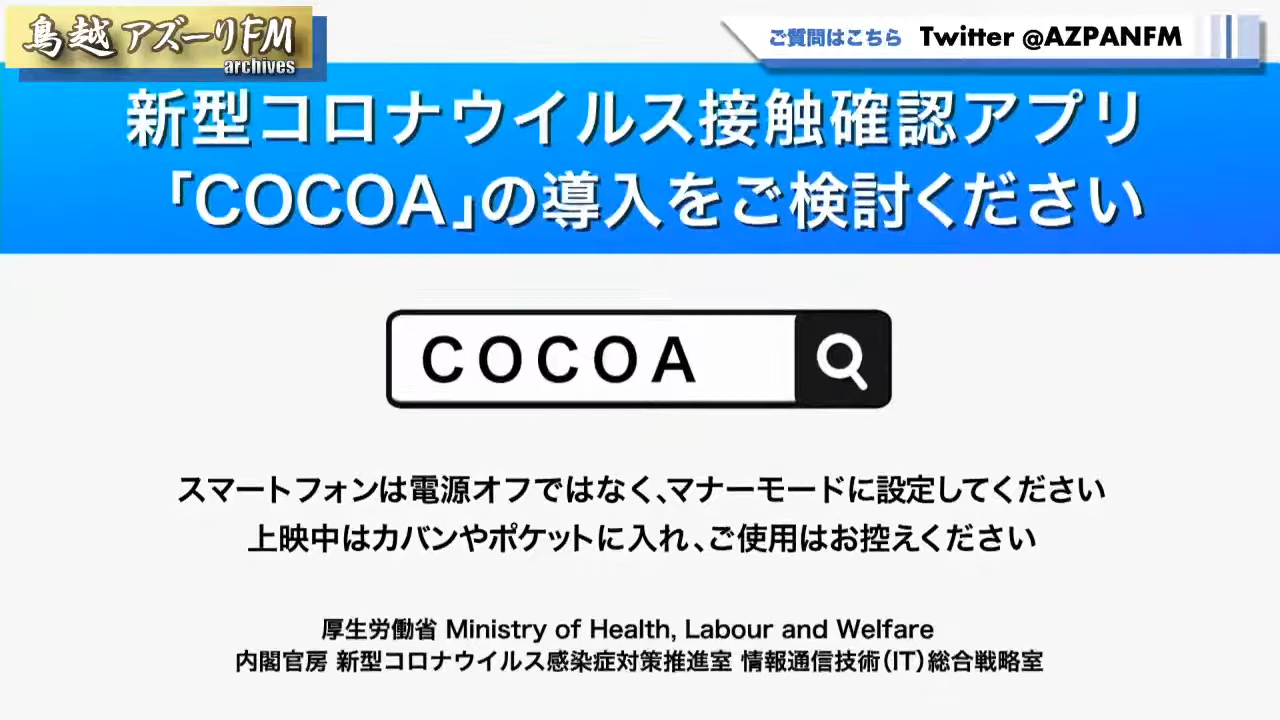 鳥越アズーりFM
archives
ご質問はこちら Twitter @AZPANFM
新型コロナウイルス接触確認アプリ
「COCOA」の導入をご検討ください
COCOA
スマートフォンは電源オフではなく、マナーモードに設定してください
上映中はカバンやポケットに入れ、ご使用はお控えください
厚生労働省 Ministry of Health, Labour and Welfare
内閣官房 新型コロナウイルス感染症対策推進室 情報通信技術(IT)総合戦略室